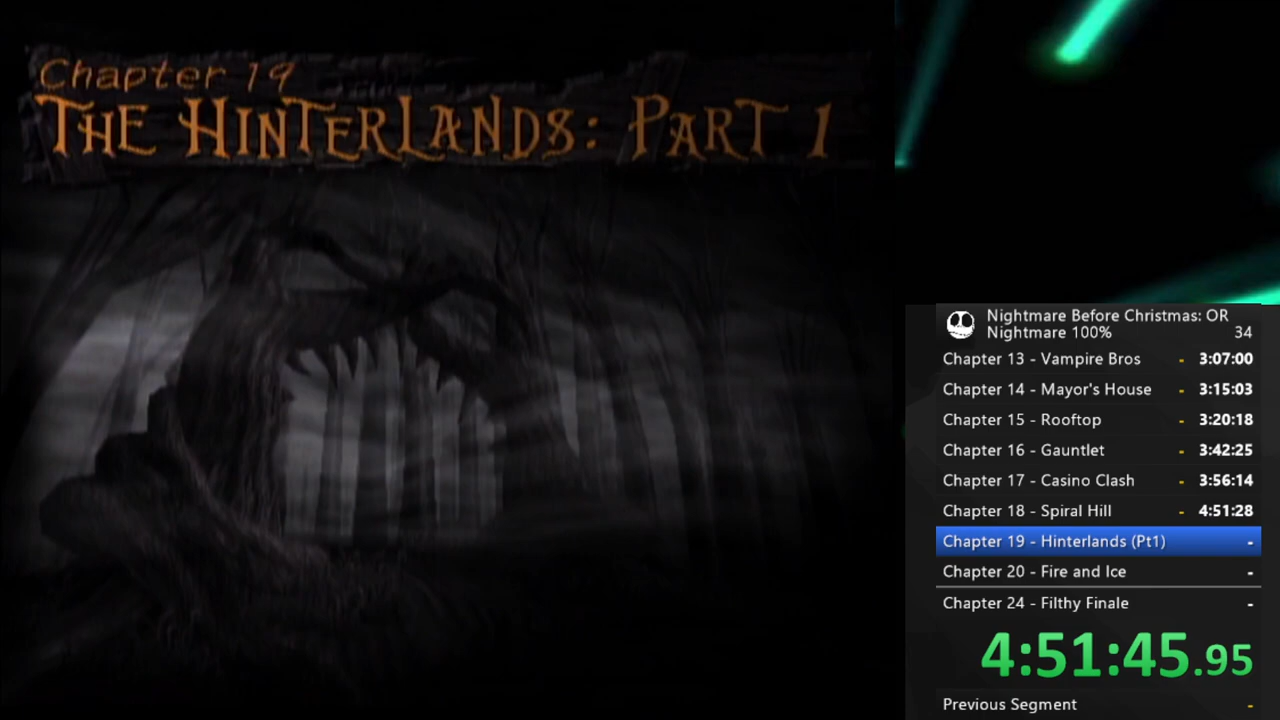 Chapter 19
The Hinterlands: Part 1
Nightmare Before Christmas: OR
Nightmare 100% 34
Chapter 13 - Vampire Bros - 3:07:00
Chapter 14 - Mayor's House - 3:15:03
Chapter 15 - Rooftop - 3:20:18
Chapter 16 - Gauntlet - 3:42:25
Chapter 17 - Casino Clash - 3:56:14
Chapter 18 - Spiral Hill - 4:51:28
Chapter 19 - Hinterlands (Pt1) -
Chapter 20 - Fire and Ice -
Chapter 24 - Filthy Finale -
4:51:45.95
Previous Segment -